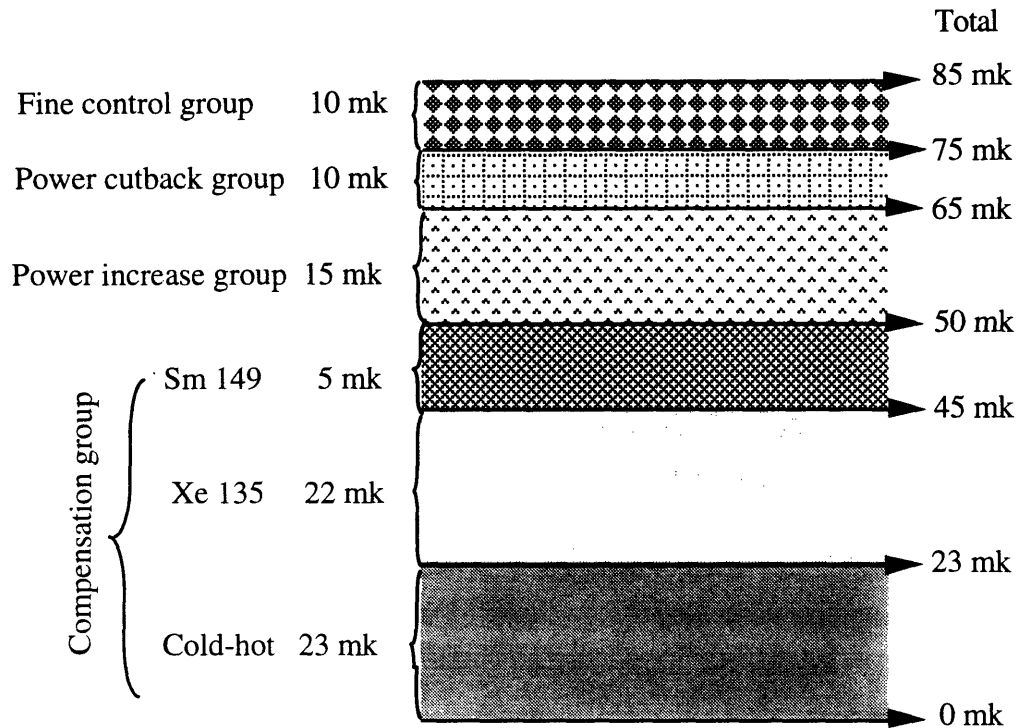 Total
85 mk
Fine control group 10 mk
75 mk
Power cutback group 10 mk
65 mk
Power increase group 15 mk
50 mk
Sm 149 5 mk
45 mk
Compensation group
Xe 135 22 mk
23 mk
Cold-hot 23 mk
0 mk